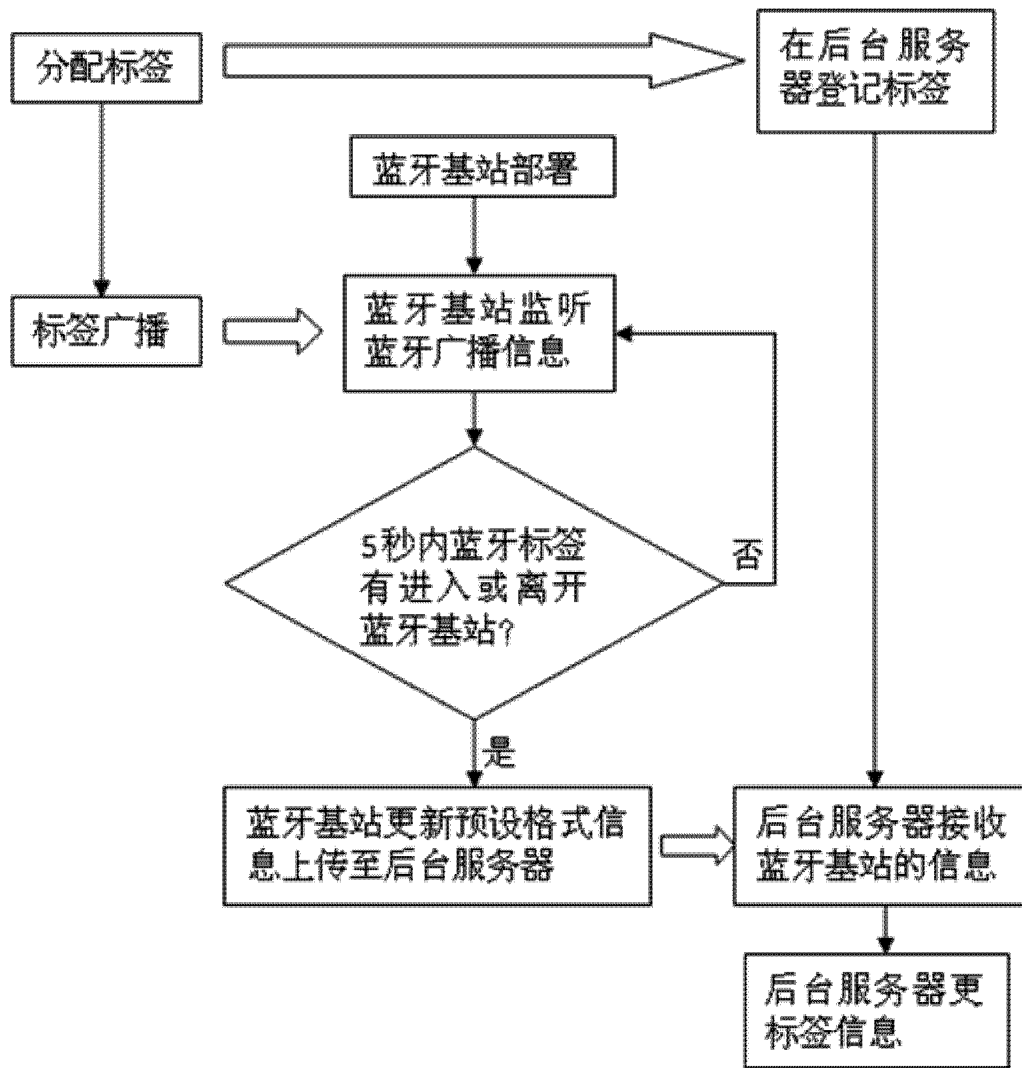 分配标签
在后台服务
器登记标签
蓝牙基站部署
标签广播
蓝牙基站监听
蓝牙广播信息
5秒内蓝牙标签
有进入或离开
蓝牙基站?
否
是
蓝牙基站更新预设格式信
息上传至后台服务器
后台服务器接收
蓝牙基站的信息
后台服务器更
标签信息